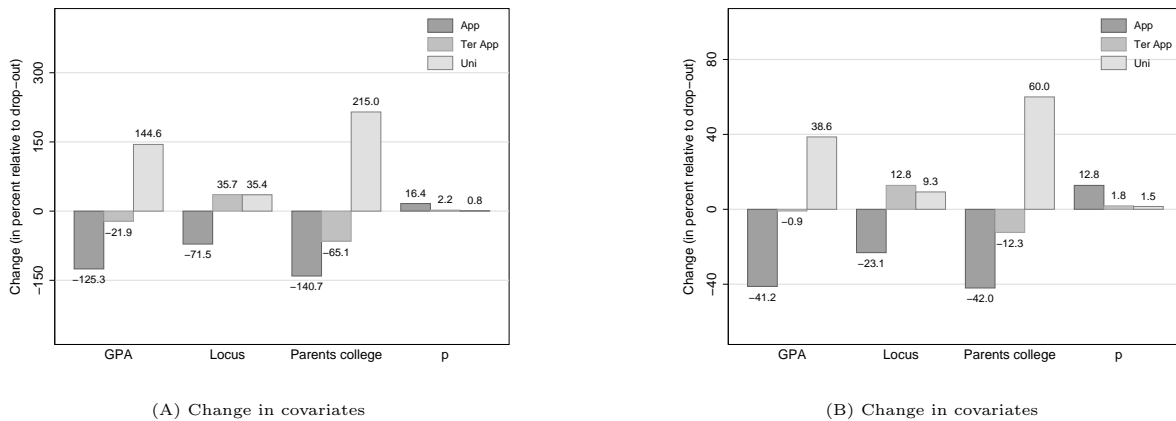 Change (in percent relative to drop−out)
300
150
0
−150
App
Ter App
Uni
−125.3
−21.9
144.6
−71.5
35.7
35.4
−140.7
−65.1
215.0
16.4
2.2
0.8
GPA
Locus
Parents college
p
(A) Change in covariates
Change (in percent relative to drop−out)
80
40
0
−40
App
Ter App
Uni
−41.2
−0.9
38.6
−23.1
12.8
9.3
−42.0
−12.3
60.0
12.8
1.8
1.5
GPA
Locus
Parents college
p
(B) Change in covariates